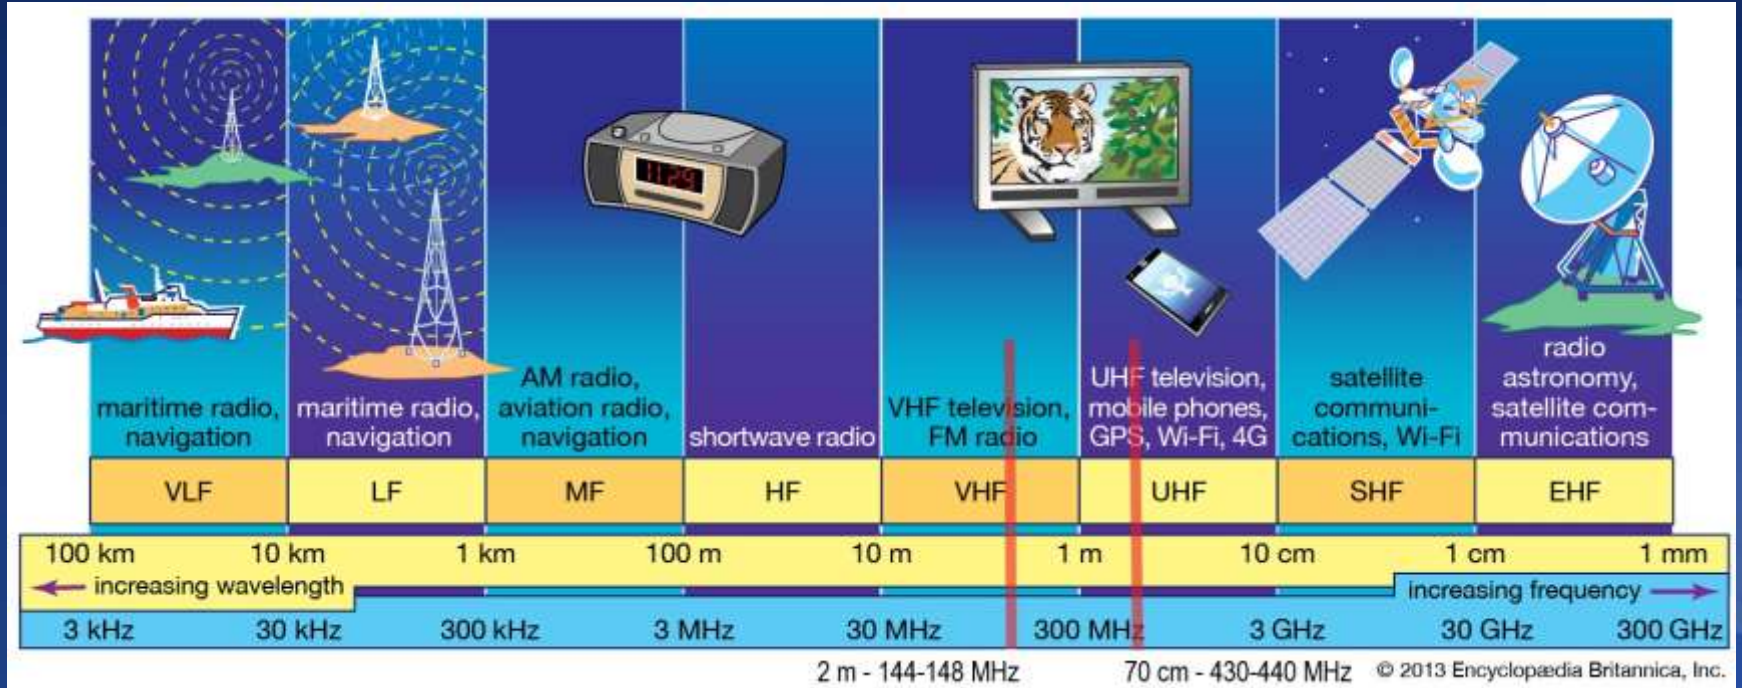 11:29
maritime radio,
navigation
maritime radio,
navigation
AM radio,
aviation radio,
navigation
shortwave radio
VHF television,
FM radio
UHF television,
mobile phones,
GPS, Wi-Fi, 4G
satellite
communi-
cations, Wi-Fi
radio
astronomy,
satellite com-
munications
VLF LF MF HF VHF UHF SHF EHF
100 km 10 km 1 km 100 m 10 m 1 m 10 cm 1 cm 1 mm
increasing wavelength increasing frequency
3 kHz 30 kHz 300 kHz 3 MHz 30 MHz 300 MHz 3 GHz 30 GHz 300 GHz
2 m - 144-148 MHz 70 cm - 430-440 MHz © 2013 Encyclopædia Britannica, Inc.